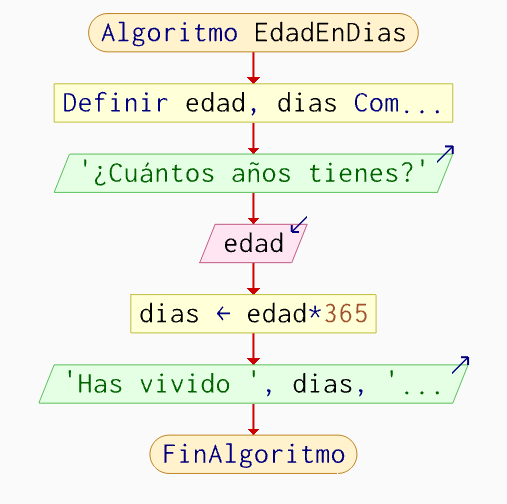 Algoritmo EdadEnDias
Definir edad, dias Com...
'¿Cuántos años tienes?'
edad
dias ← edad*365
'Has vivido ', dias, '...
FinAlgoritmo